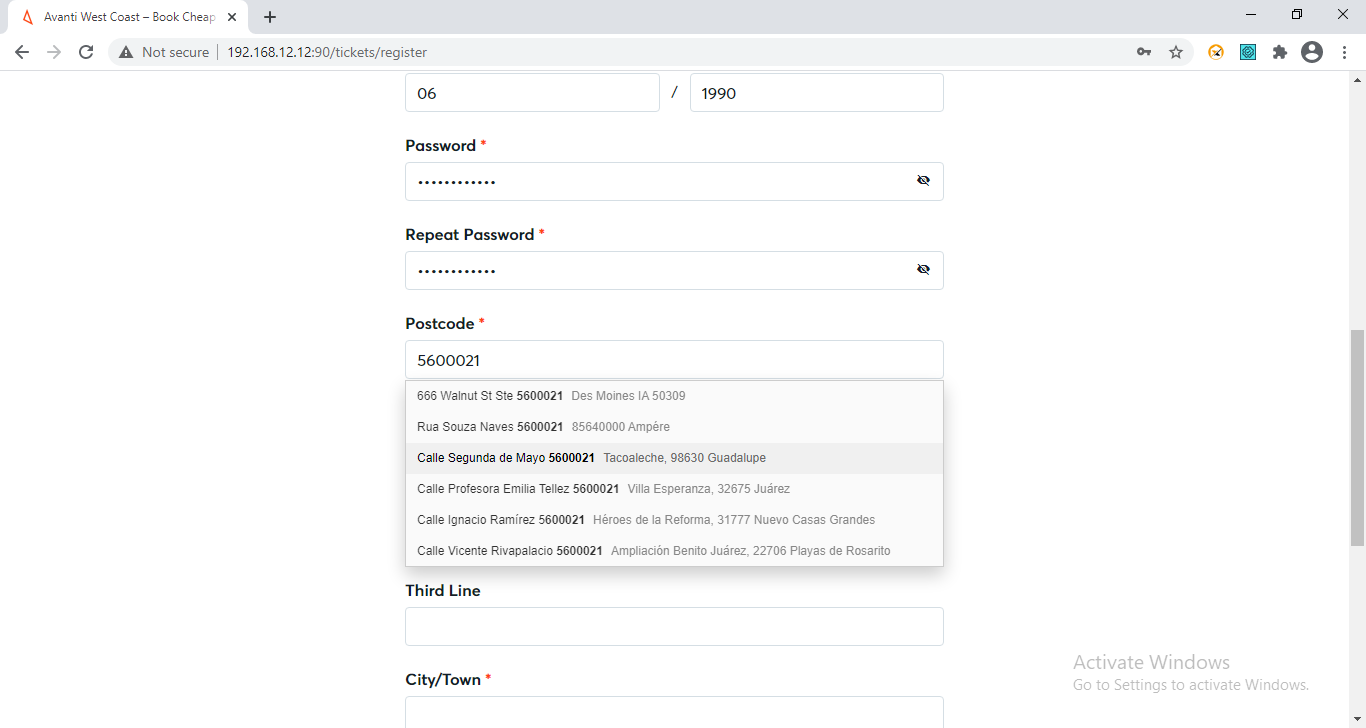 Avanti West Coast – Book Cheap
Not secure | 192.168.12.12:90/tickets/register
06 / 1990
Password *
••••••••••••
Repeat Password *
••••••••••••
Postcode *
5600021
666 Walnut St Ste 5600021 Des Moines IA 50309
Rua Souza Naves 5600021 85640000 Ampére
Calle Segunda de Mayo 5600021 Tacoaleche, 98630 Guadalupe
Calle Profesora Emilia Tellez 5600021 Villa Esperanza, 32675 Juárez
Calle Ignacio Ramírez 5600021 Héroes de la Reforma, 31777 Nuevo Casas Grandes
Calle Vicente Rivapalacio 5600021 Ampliación Benito Juárez, 22706 Playas de Rosarito
Third Line
City/Town *
Activate Windows
Go to Settings to activate Windows.